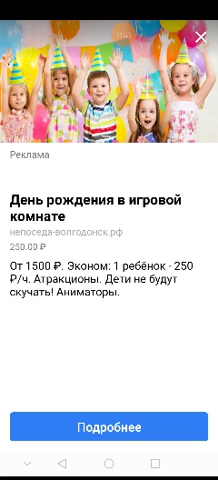 Реклама
День рождения в игровой
комнате
непоседа-волгодонск.рф
250.00 ₽
От 1500 ₽. Эконом: 1 ребёнок - 250
₽/ч. Атракционы. Дети не будут
скучать! Аниматоры.
Подробнее